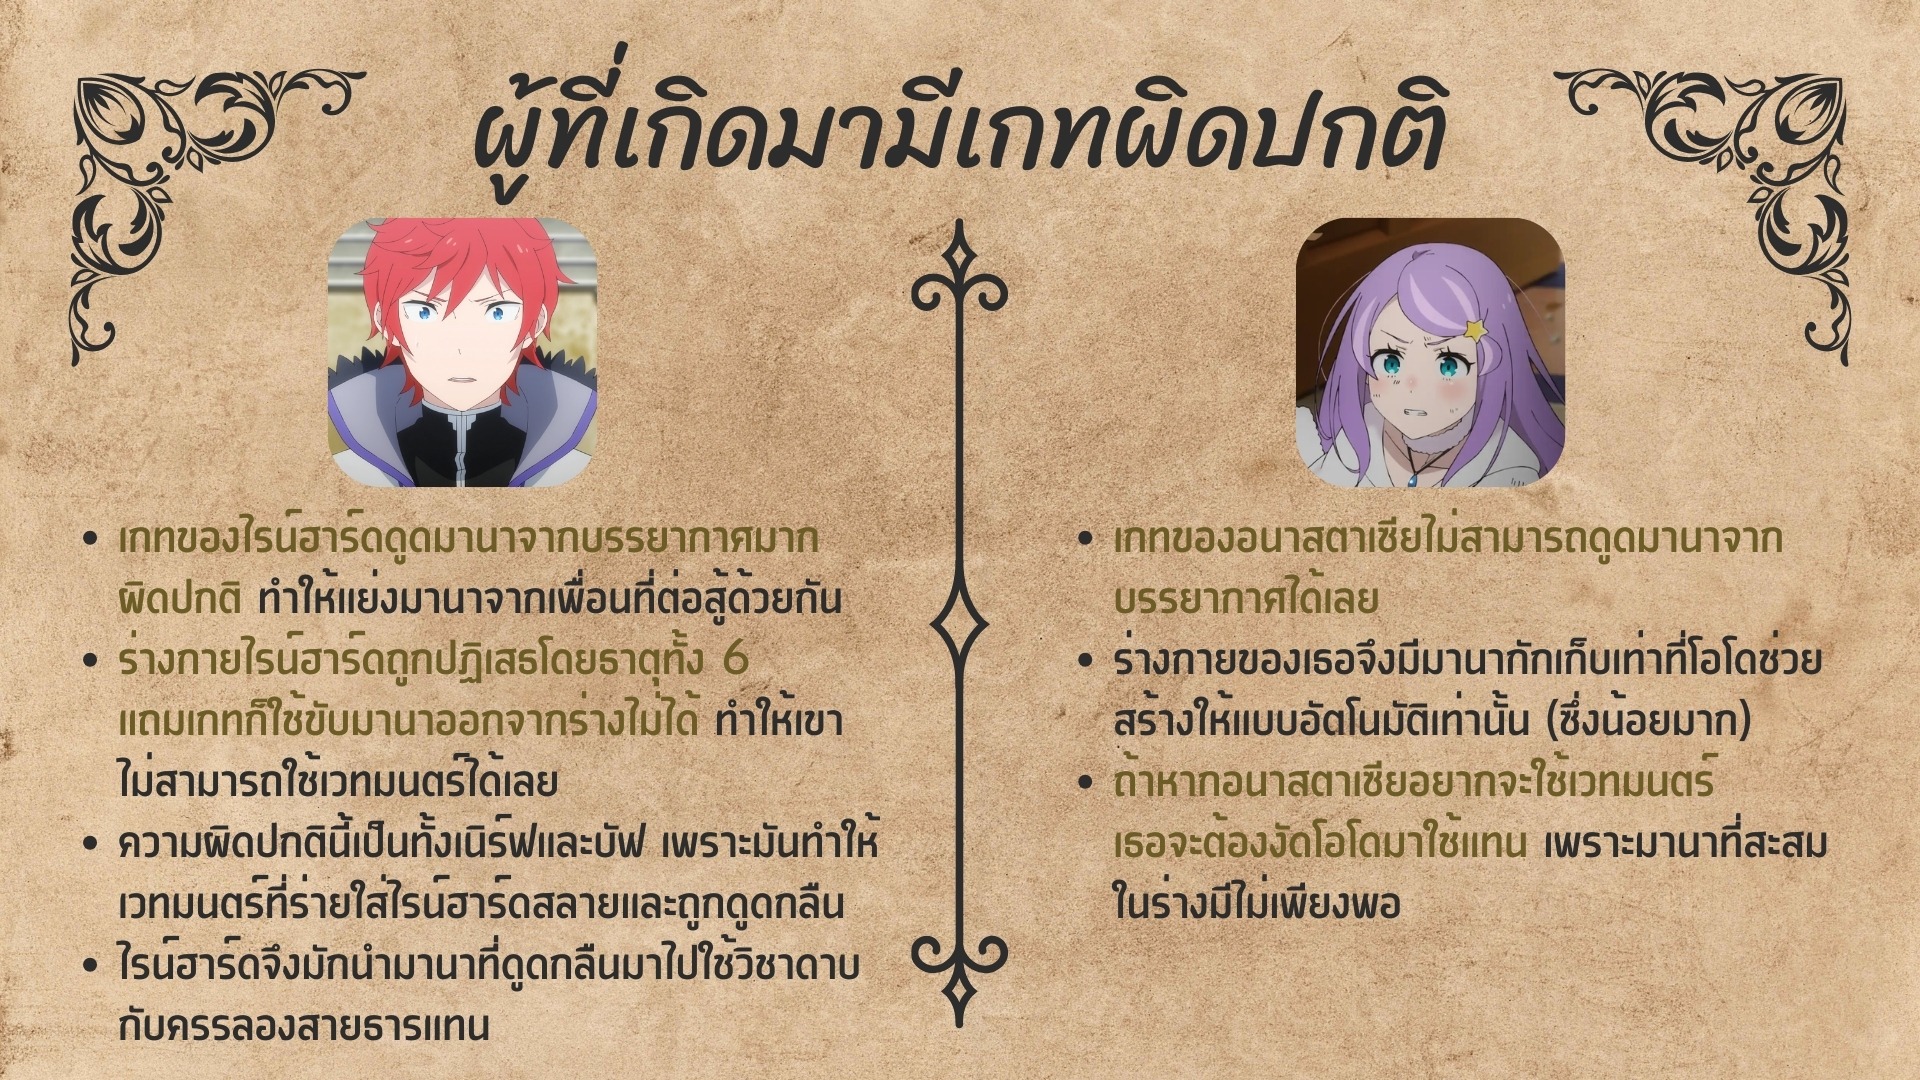 ผู้ที่เกิดมามีเกทผิดปกติ
• เกทของไรน์ฮาร์ดดูดมานาจากบรรยากาศมาก
ผิดปกติ ทำให้แย่งมานาจากเพื่อนที่ต่อสู้ด้วยกัน
• ร่างกายไรน์ฮาร์ดถูกปฏิเสธโดยธาตุทั้ง 6
แถมเกทก็ใช้ขับมานาออกจากร่างไม่ได้ ทำให้เขา
ไม่สามารถใช้เวทมนตร์ได้เลย
• ความผิดปกตินี้เป็นทั้งเนิร์ฟและบัฟ เพราะมันทำให้
เวทมนตร์ที่ร่ายใส่ไรน์ฮาร์ดสลายและถูกดูดกลืน
• ไรน์ฮาร์ดจึงมักนำมานาที่ดูดกลืนมาไปใช้วิชาดาบ
กับครรลองสายธารแทน
• เกทของอนาสตาเซียไม่สามารถดูดมานาจาก
บรรยากาศได้เลย
• ร่างกายของเธอจึงมีมานากักเก็บเท่าที่โอโดช่วย
สร้างให้แบบอัตโนมัติเท่านั้น (ซึ่งน้อยมาก)
• ถ้าหากอนาสตาเซียอยากจะใช้เวทมนตร์
เธอจะต้องงัดโอโดมาใช้แทน เพราะมานาที่สะสม
ในร่างมีไม่เพียงพอ